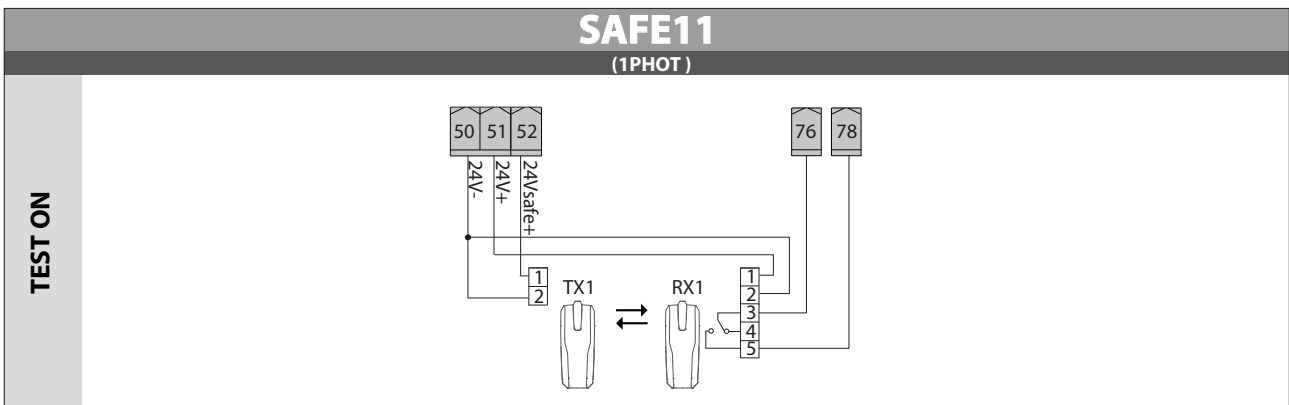 SAFE11
(1PHOT )
TEST ON
50 51 52
76 78
24V-
24V+
24Vsafe+
1
2
TX1
RX1
1
2
3
4
5